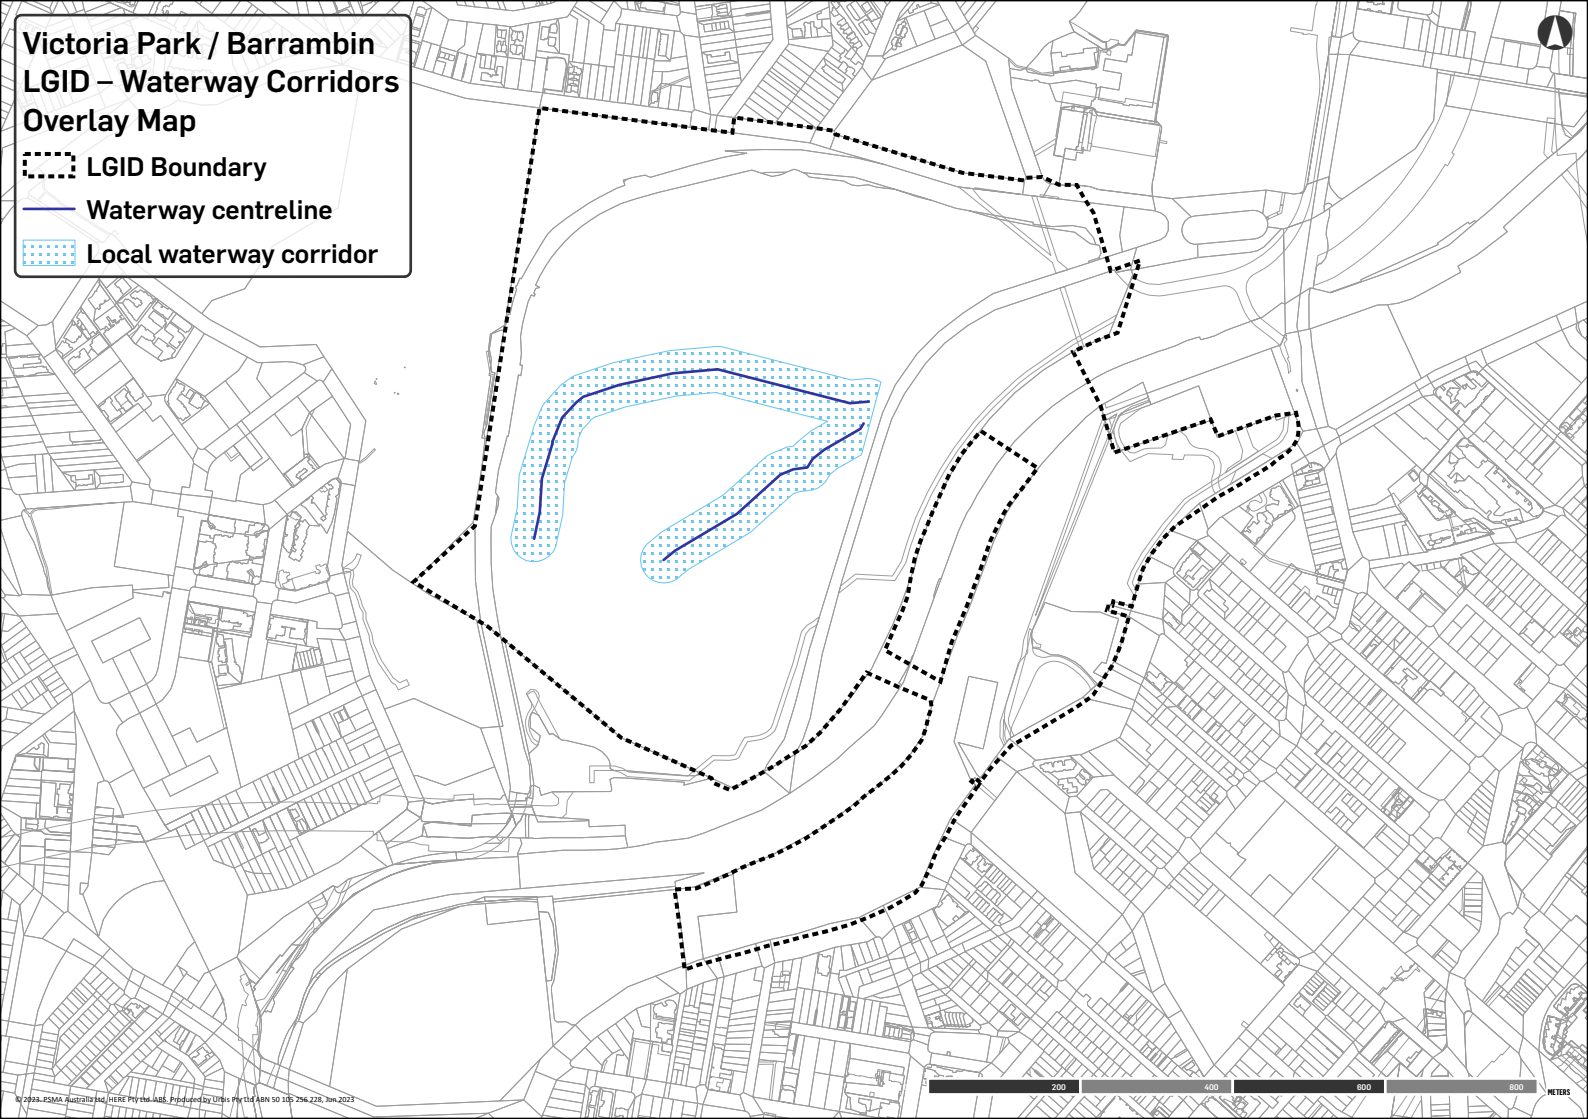 Victoria Park / Barrambin
LGID – Waterway Corridors
Overlay Map
LGID Boundary
Waterway centreline
Local waterway corridor
200 400 600 800
METERS
© 2023. PSMA Australia Ltd, HERE Pty Ltd. ABS. Produced by Urbis Pty Ltd ABN 50 105 256 228, Jun 2023